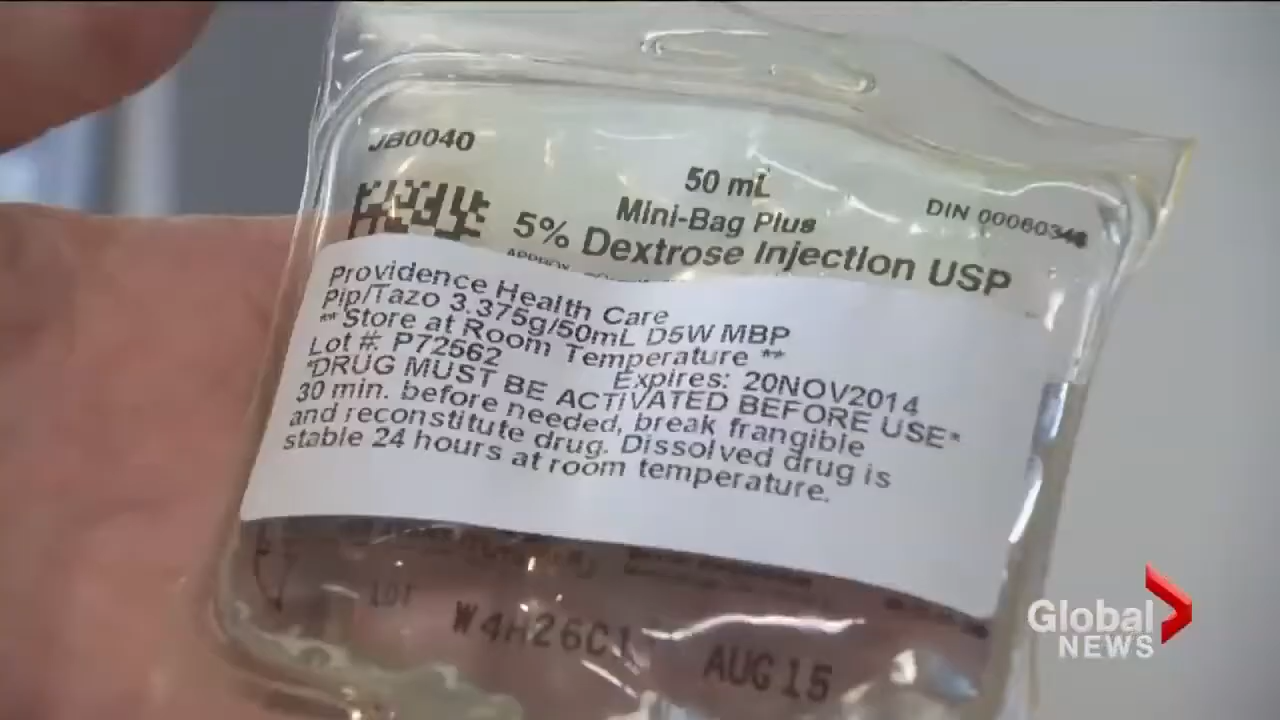 JB0040
50 mL
Mini-Bag Plus
DIN 00060348
5% Dextrose Injection USP
Providence Health Care
Pip/Tazo 3.375g/50mL D5W MBP
**Store at Room Temperature **
Lot #: P72562 Expires: 20NOV2014
*DRUG MUST BE ACTIVATED BEFORE USE*
30 min. before needed, break frangible
and reconstitute drug. Dissolved drug is
stable 24 hours at room temperature.
LOT W4H26C1 AUG 15
Global
NEWS